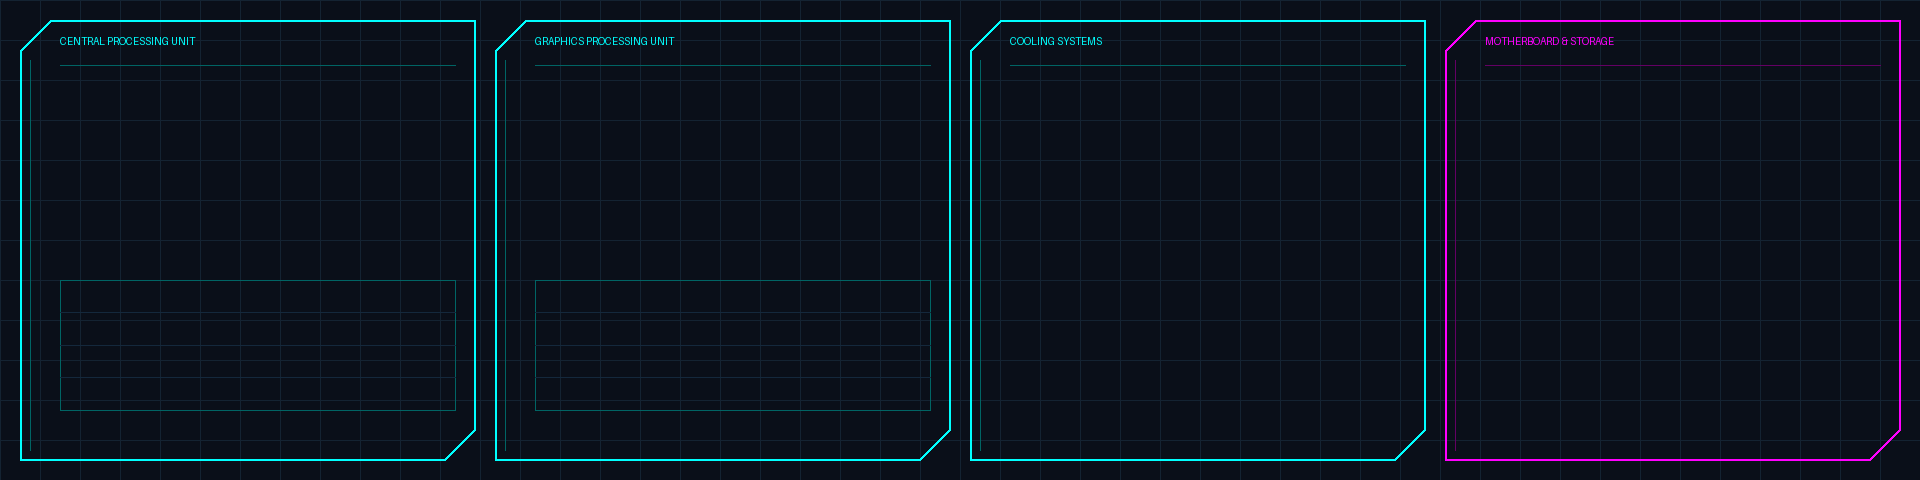 CENTRAL PROCESSING UNIT
GRAPHICS PROCESSING UNIT
COOLING SYSTEMS
MOTHERBOARD & STORAGE